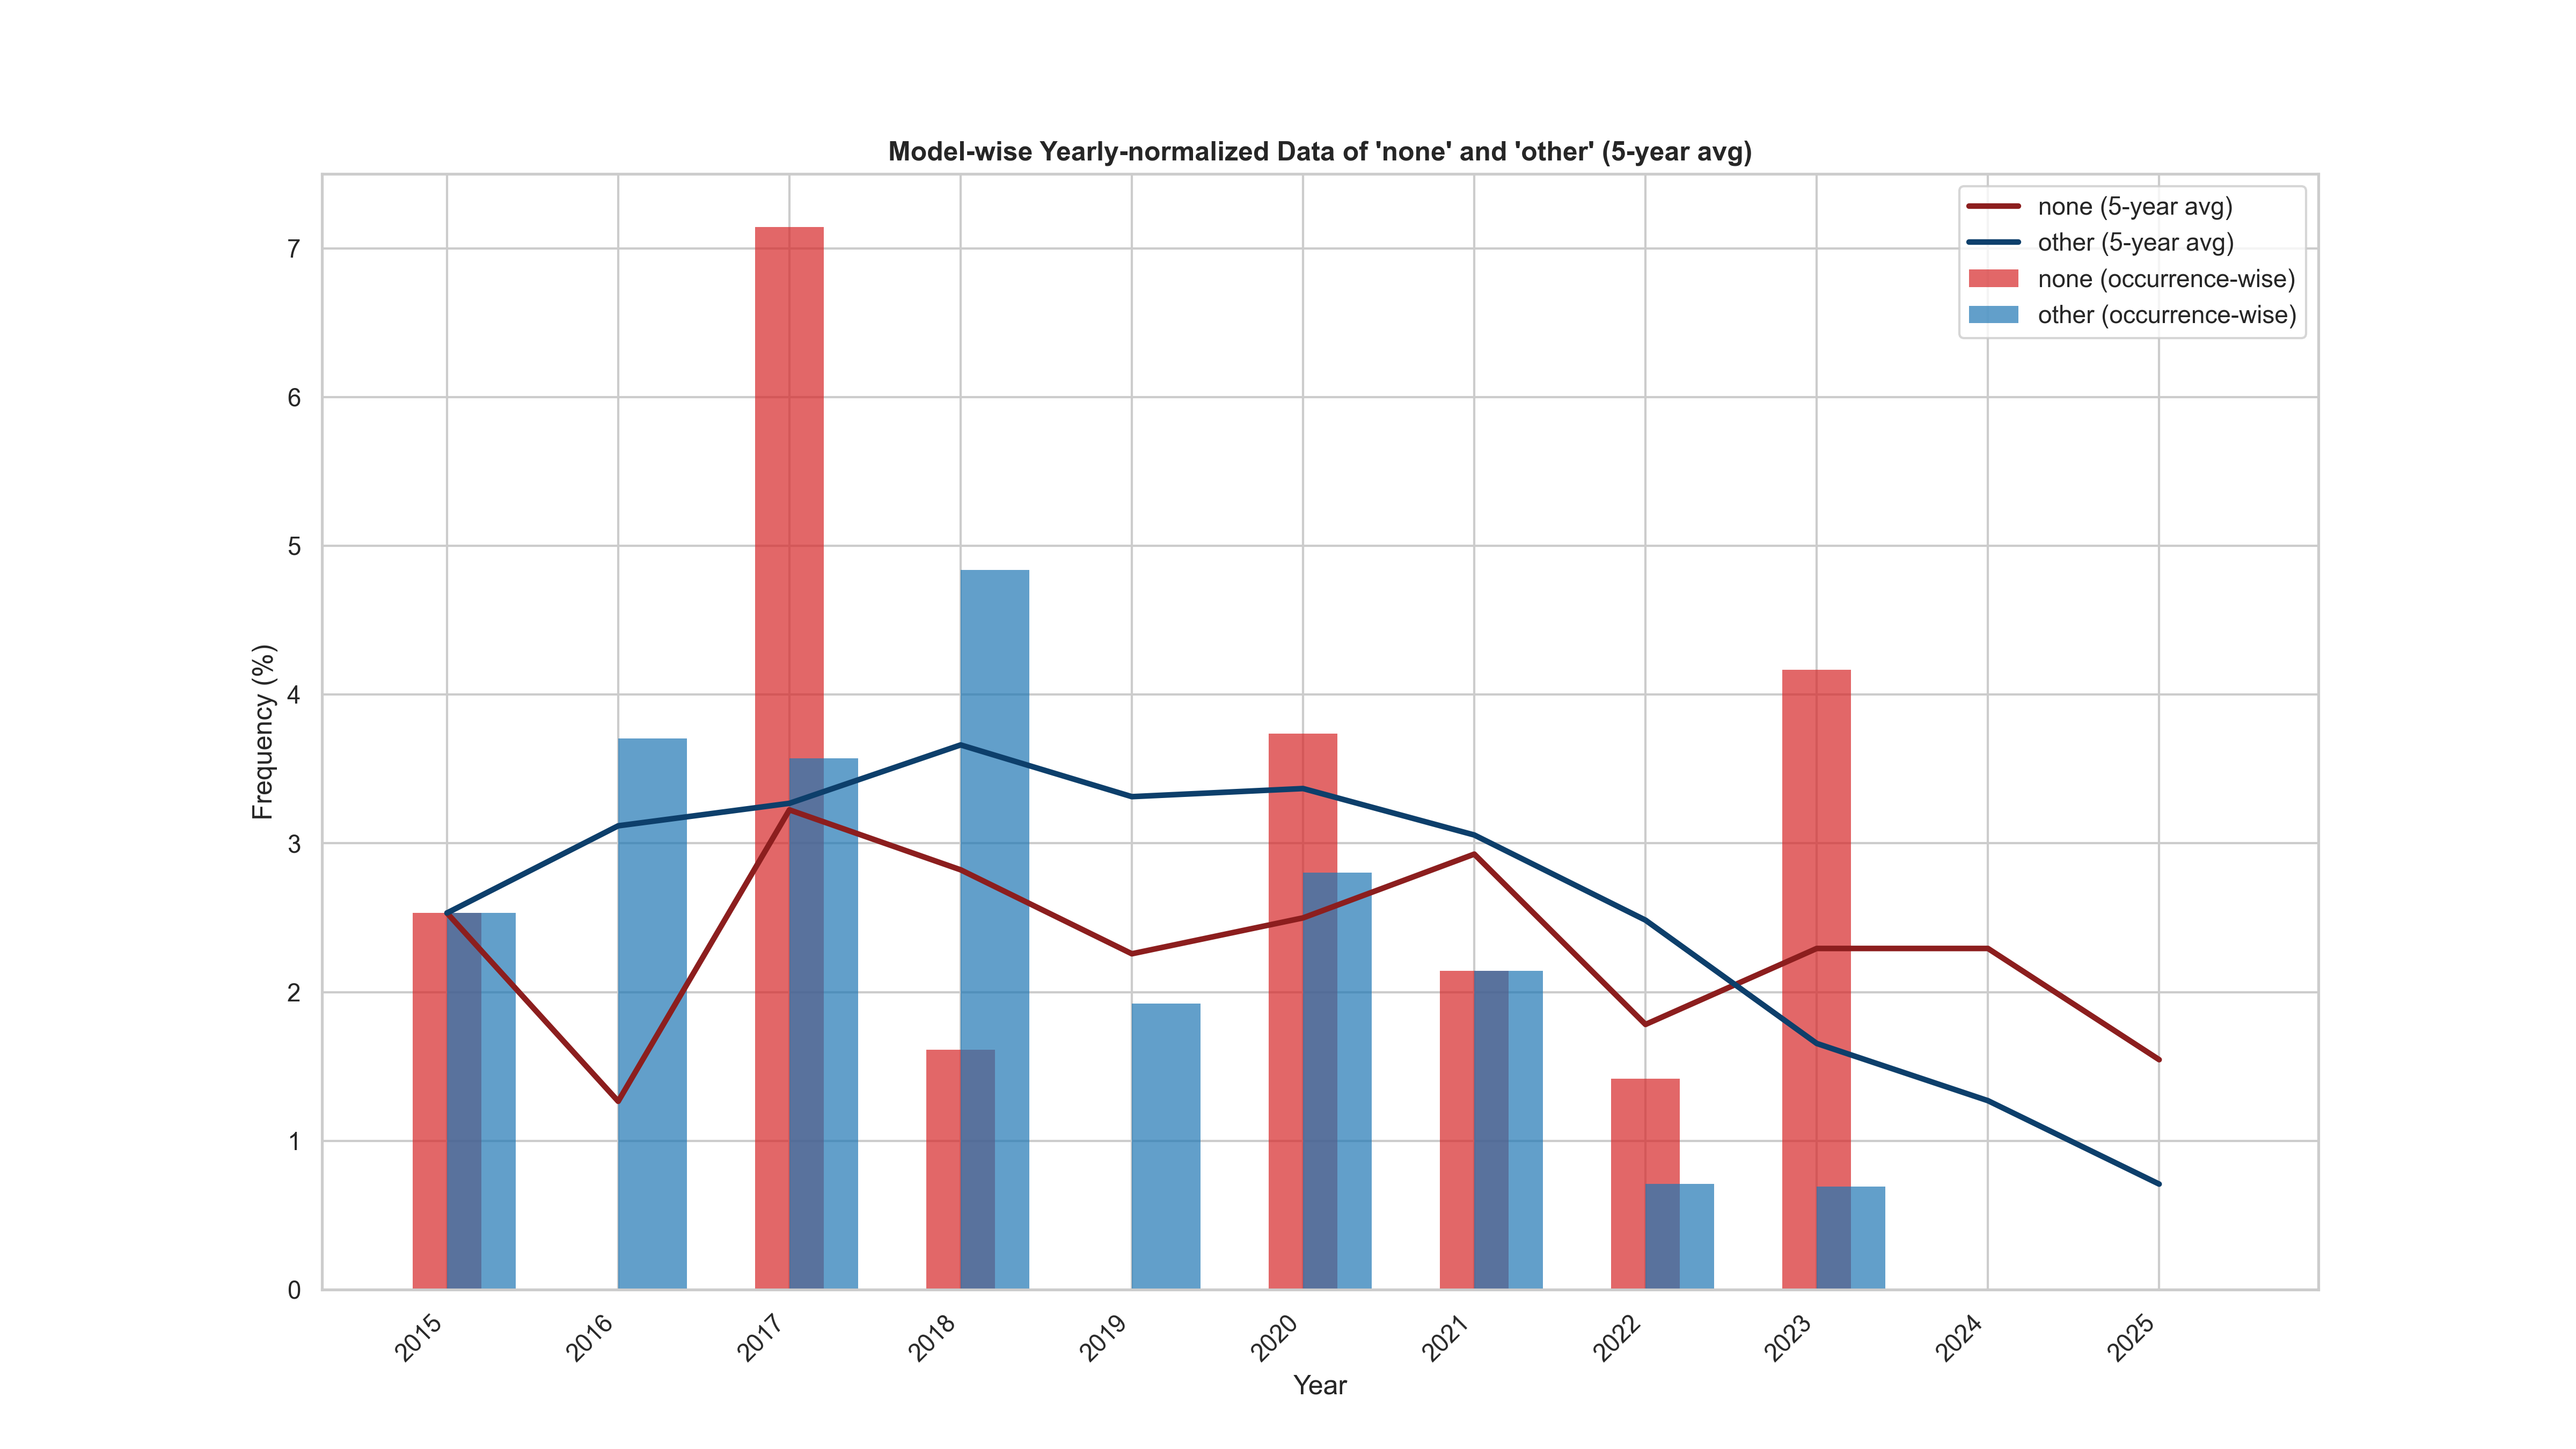 Model-wise Yearly-normalized Data of 'none' and 'other' (5-year avg)
none (5-year avg)
other (5-year avg)
none (occurrence-wise)
other (occurrence-wise)
Frequency (%)
7
6
5
4
3
2
1
0
2015
2016
2017
2018
2019
2020
2021
2022
2023
2024
2025
Year